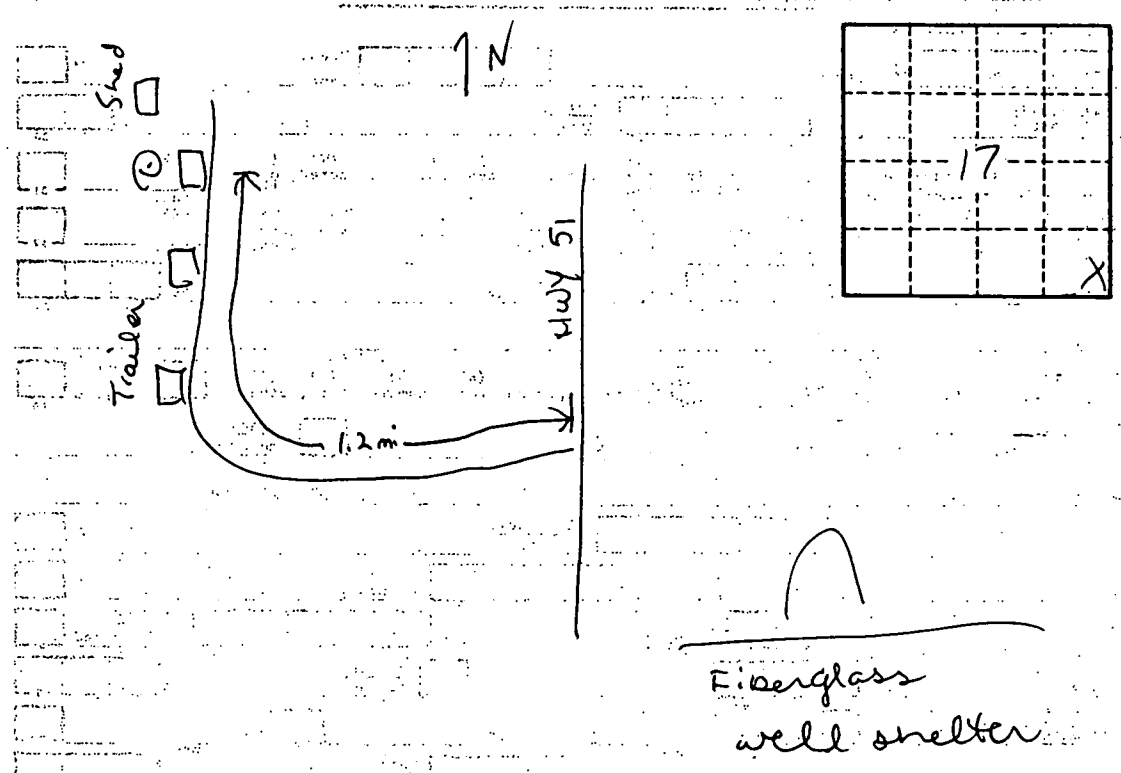 N
Shed
17
HWY 51
X
Trailer
1.2 mi
Fiberglass
well shelter